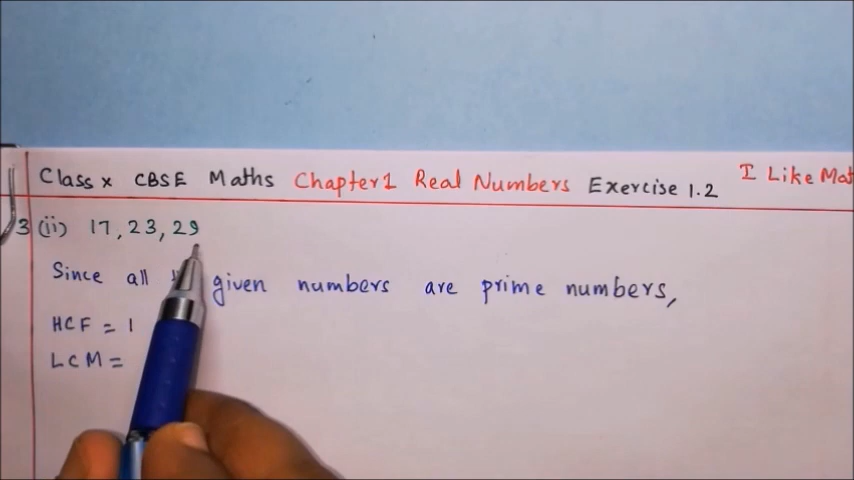 Class x CBSE Maths Chapter1 Real Numbers Exercise 1.2 I Like Mat
3 (ii) 17, 23, 29
Since all given numbers are prime numbers,
HCF = 1
LCM =